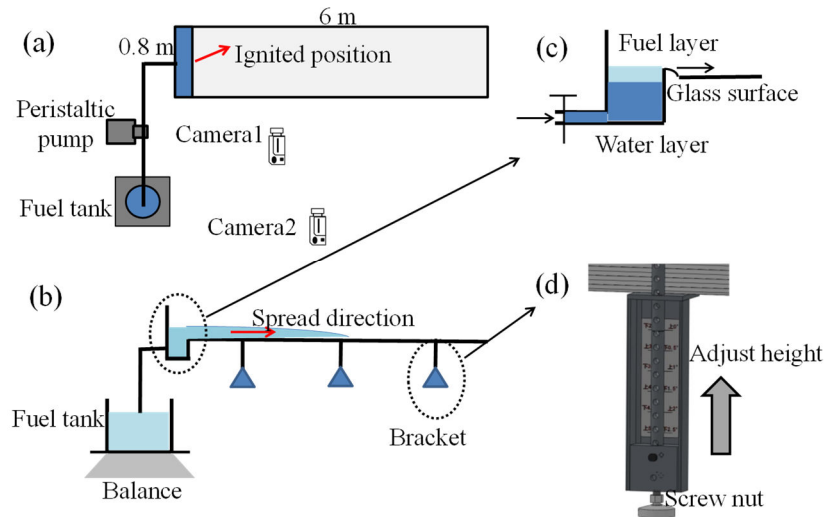 (a)
6 m
0.8 m
Ignited position
Peristaltic
pump
Camera1
Fuel tank
Camera2
(c)
Fuel layer
Glass surface
Water layer
(b)
Spread direction
Fuel tank
Bracket
Balance
(d)
Adjust height
Screw nut